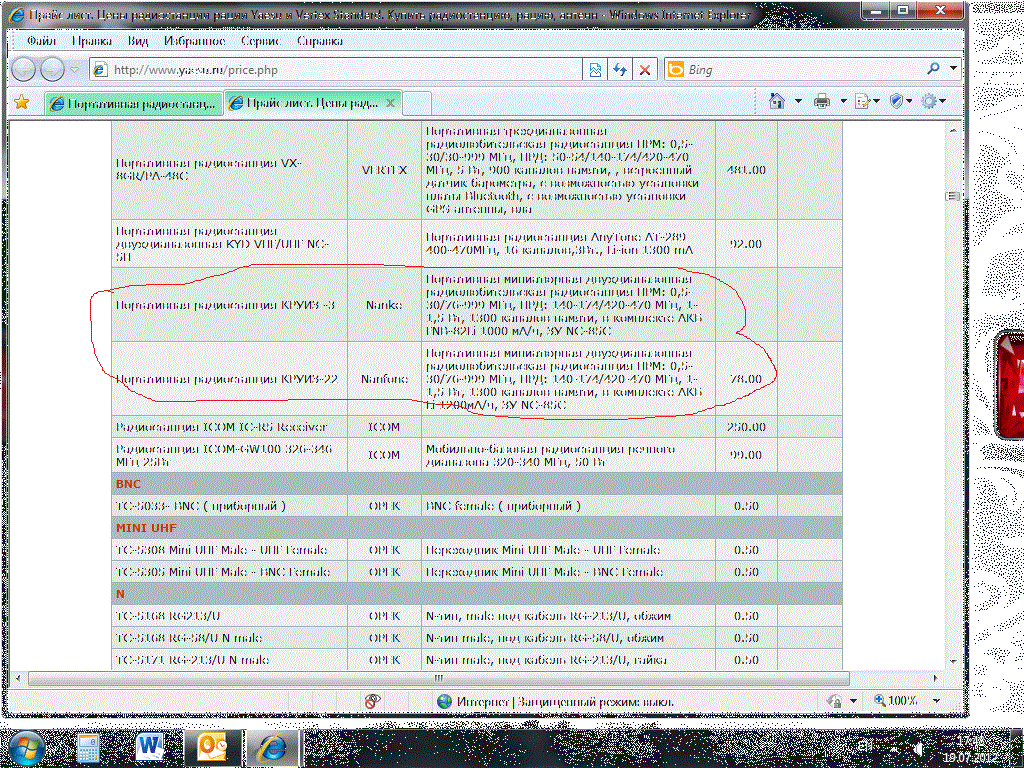 Прайс лист. Цены радиостанции рации Yaesu и Vertex Standard. Купить радиостанцию, рацию, антенн - Windows Internet Explorer
Файл Правка Вид Избранное Сервис Справка
http://www.yaesu.ru/price.php
Bing
Портативная радиостанц...
Прайс лист. Цены рад...
Портативная радиостанция VX-
8GR/PA-48C
VERTEX
Портативная трехдиапазонная
радиолюбительская радиостанция ПРМ: 0,5-
30/30-999 МГц, ПРД: 50-54/140-174/420-470
МГц, 5 Вт, 900 каналов памяти, , встроенный
датчик барометра, с возможностью установки
платы Bluetooth, с возможностью установки
GPS антенны, вла
481.00
Портативная радиостанция
двухдиапазонная KYD VHF/UHF NC-
5H
Портативная радиостанция AnyTone AT-289
400-470МГц, 16 каналов,3Вт., Li-ion 1300 mA
92.00
Портативная радиостанция КРУИЗ -3
Nanke
Портативная миниатюрная двухдиапазонная
радиолюбительская радиостанция ПРМ: 0,5-
30/76-999 МГц, ПРД: 140-174/420-470 МГц, 1-
1,5 Вт, 1300 каналов памяти, в комплекте АКБ
FNB-82Li 1000 мА/ч, ЗУ NC-85C
Портативная радиостанция КРУИЗ-22
Nanfone
Портативная миниатюрная двухдиапазонная
радиолюбительская радиостанция ПРМ: 0,5-
30/76-999 МГц, ПРД: 140-174/420-470 МГц, 1-
1,5 Вт, 1300 каналов памяти, в комплекте АКБ
Li 1200мА/ч, ЗУ NC-85C
78.00
Радиостанция ICOM IC-R5 Receiver
ICOM
250.00
Радиостанция ICOM-GW100 326-346
МГц 25Вт
ICOM
Мобильно-базовая радиостанция речного
диапазона 320-340 МГц, 50 Вт
99.00
BNC
TC-5033- BNC ( приборный )
OPEK
BNC female ( приборный )
0.50
MINI UHF
TC-5308 Mini UHF Male - UHF Female
OPEK
Переходник Mini UHF Male - UHF Female
0.50
TC-5305 Mini UHF Male - BNC Female
OPEK
Переходник Mini UHF Male - BNC Female
0.50
N
TC-5168 RG213/U
OPEK
N-тип, male под кабель RG-213/U, обжим
0.50
TC-5168 RG-58/U N male
OPEK
N-тип male, под кабель RG-58/U, обжим
0.50
TC-5171 RG-213/U N male
OPEK
N-тип male, под кабель RG-213/U, гайка
0.50
Интернет | Защищенный режим: выкл.
100%
19.07.2012